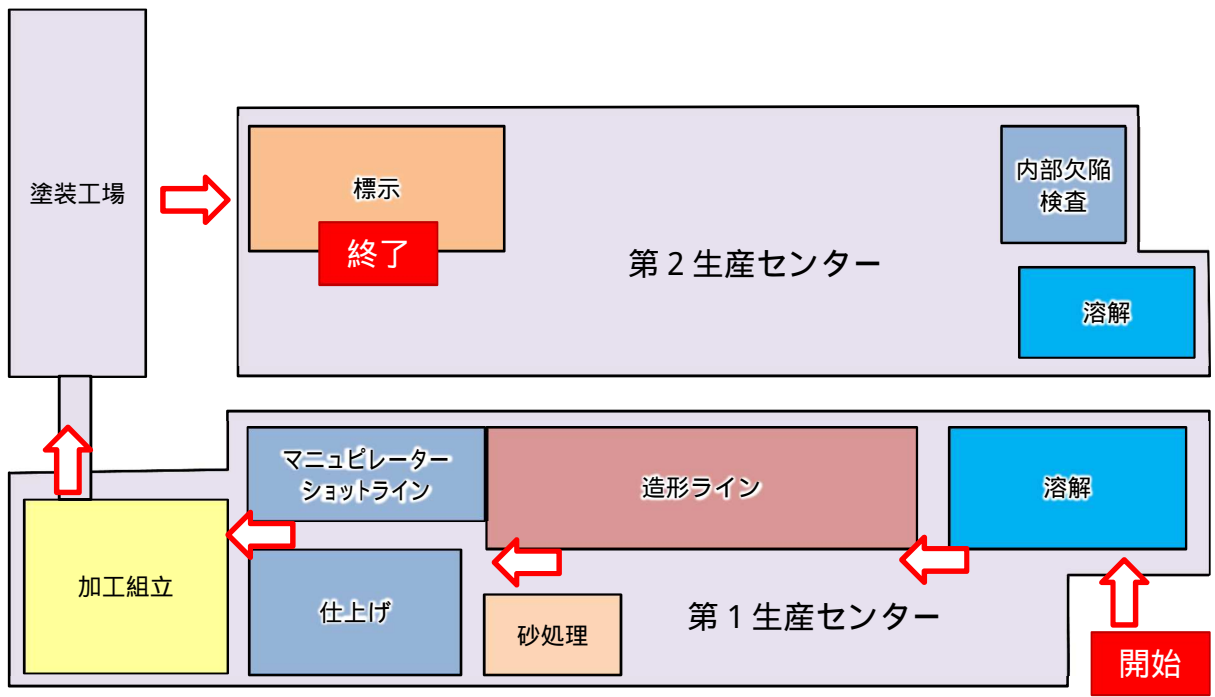 塗装工場
標示
終了
第２生産センター
内部欠陥
検査
溶解
マニュピレーター
ショットライン
造形ライン
溶解
加工組立
仕上げ
砂処理
第１生産センター
開始